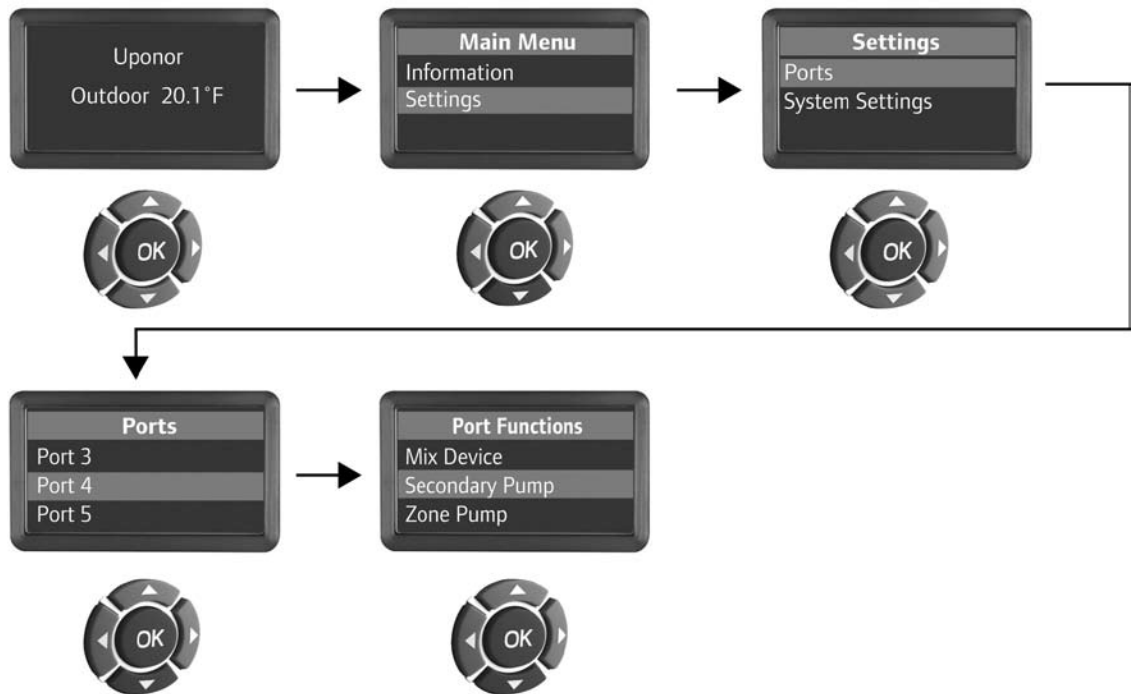 Uponor
Outdoor 20.1°F
Main Menu
Information
Settings
Settings
Ports
System Settings
OK
OK
OK
Ports
Port 3
Port 4
Port 5
Port Functions
Mix Device
Secondary Pump
Zone Pump
OK
OK